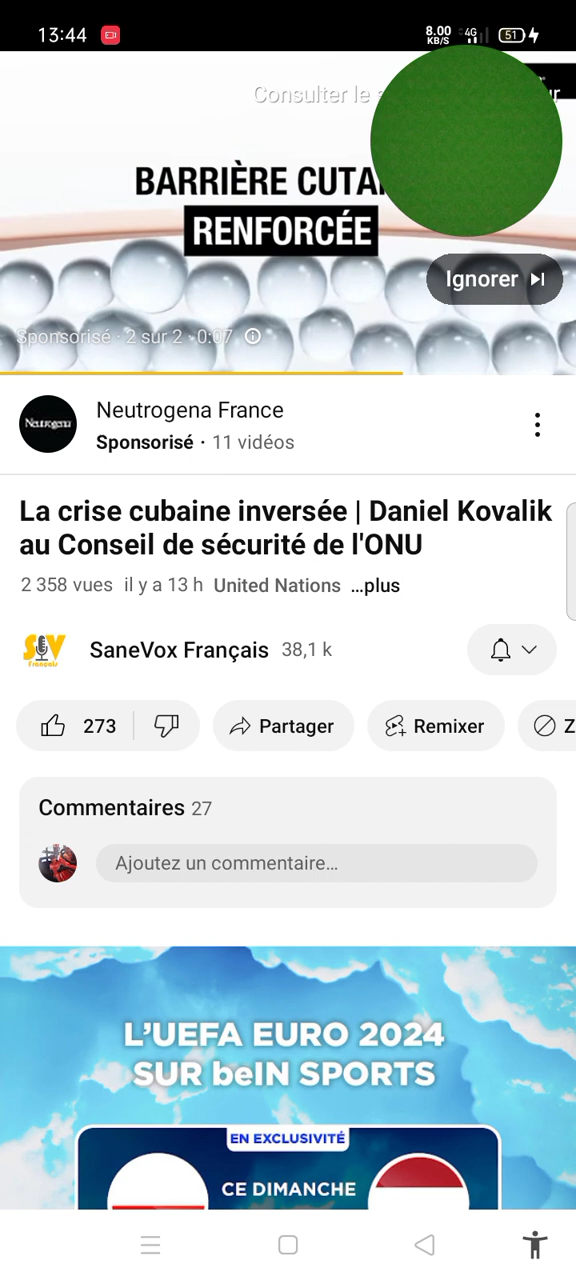 13:44
8.00 KB/S 4G 51
Consulter le
BARRIÈRE CUTA
RENFORCÉE
Ignorer
Sponsorisé · 2 sur 2 · 0:07
Neutrogena
Neutrogena France
Sponsorisé · 11 vidéos
La crise cubaine inversée | Daniel Kovalik
au Conseil de sécurité de l'ONU
2 358 vues il y a 13 h United Nations ...plus
SV Français
SaneVox Français 38,1 k
273 Partager Remixer Z
Commentaires 27
Ajoutez un commentaire...
L'UEFA EURO 2024
SUR beIN SPORTS
EN EXCLUSIVITÉ
CE DIMANCHE